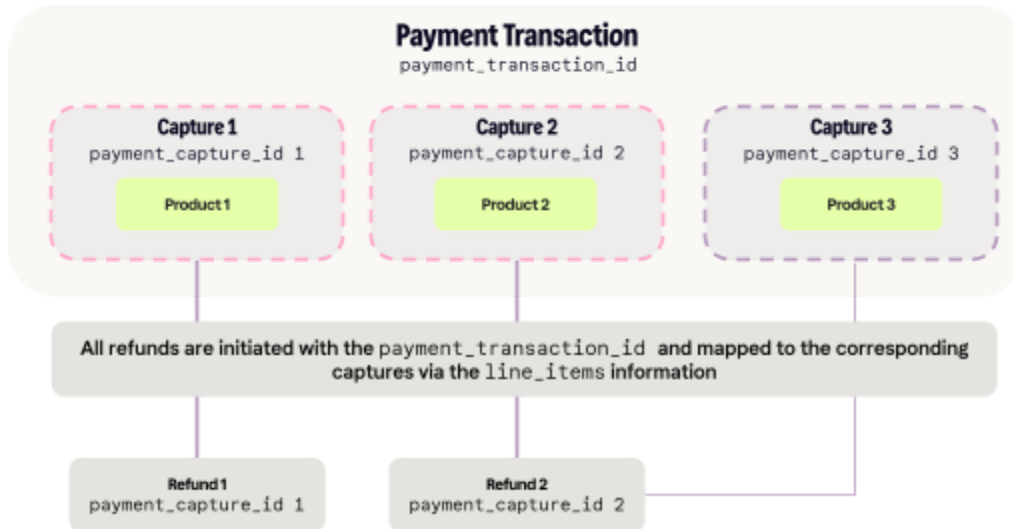 Payment Transaction
payment_transaction_id
Capture 1
payment_capture_id 1
Product 1
Capture 2
payment_capture_id 2
Product 2
Capture 3
payment_capture_id 3
Product 3
All refunds are initiated with the payment_transaction_id and mapped to the corresponding
captures via the line_items information
Refund 1
payment_capture_id 1
Refund 2
payment_capture_id 2